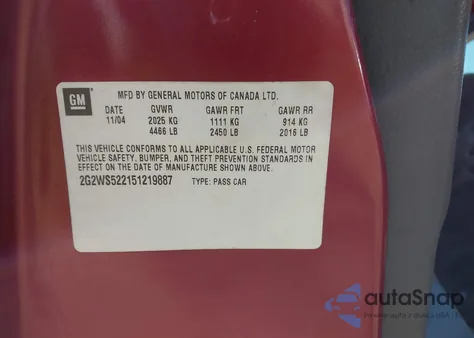 GM
MFD BY GENERAL MOTORS OF CANADA LTD.
DATE GVWR GAWR FRT GAWR RR
11/04 2025 KG 1111 KG 914 KG
4466 LB 2450 LB 2016 LB
THIS VEHICLE CONFORMS TO ALL APPLICABLE U.S. FEDERAL MOTOR
VEHICLE SAFETY, BUMPER, AND THEFT PREVENTION STANDARDS IN
EFFECT ON THE DATE OF MANUFACTURE SHOWN ABOVE.
2G2WS522151219887 TYPE: PASS CAR
autoSnap